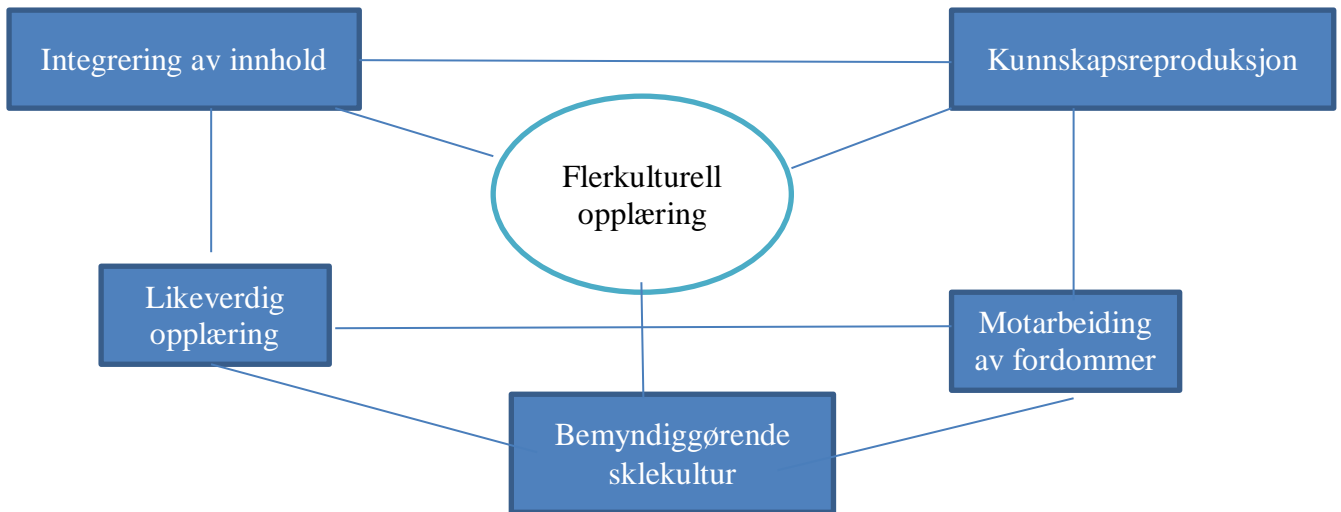 Integrering av innhold
Kunnskapsreproduksjon
Flerkulturell
opplæring
Likeverdig
opplæring
Motarbeiding
av fordommer
Bemyndiggørende
sklekultur